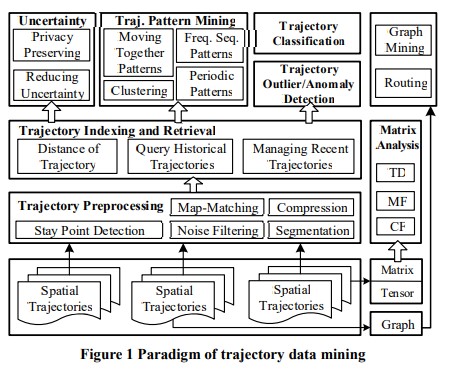 Uncertainty
Privacy
Preserving
Reducing
Uncertainty
Traj. Pattern Mining
Moving
Together
Patterns
Freq. Seq.
Patterns
Clustering
Periodic
Patterns
Trajectory
Classification
Trajectory
Outlier/Anomaly
Detection
Graph
Mining
Routing
Trajectory Indexing and Retrieval
Distance of
Trajectory
Query Historical
Trajectories
Managing Recent
Trajectories
Matrix
Analysis
TD
MF
CF
Trajectory Preprocessing
Map-Matching
Compression
Stay Point Detection
Noise Filtering
Segmentation
Spatial
Trajectories
Spatial
Trajectories
Spatial
Trajectories
Matrix
Tensor
Graph
Figure 1 Paradigm of trajectory data mining